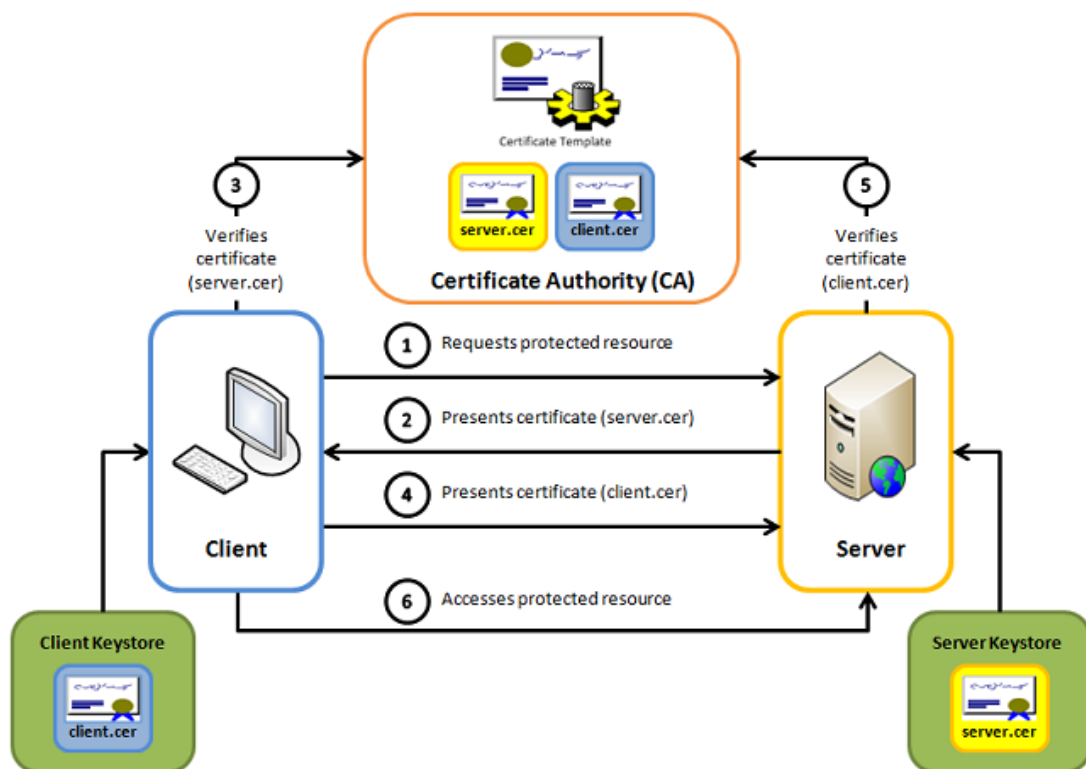 Certificate Template
server.cer
client.cer
Certificate Authority (CA)
3
Verifies
certificate
(server.cer)
5
Verifies
certificate
(client.cer)
1 Requests protected resource
2 Presents certificate (server.cer)
4 Presents certificate (client.cer)
Client
Server
6 Accesses protected resource
Client Keystore
client.cer
Server Keystore
server.cer